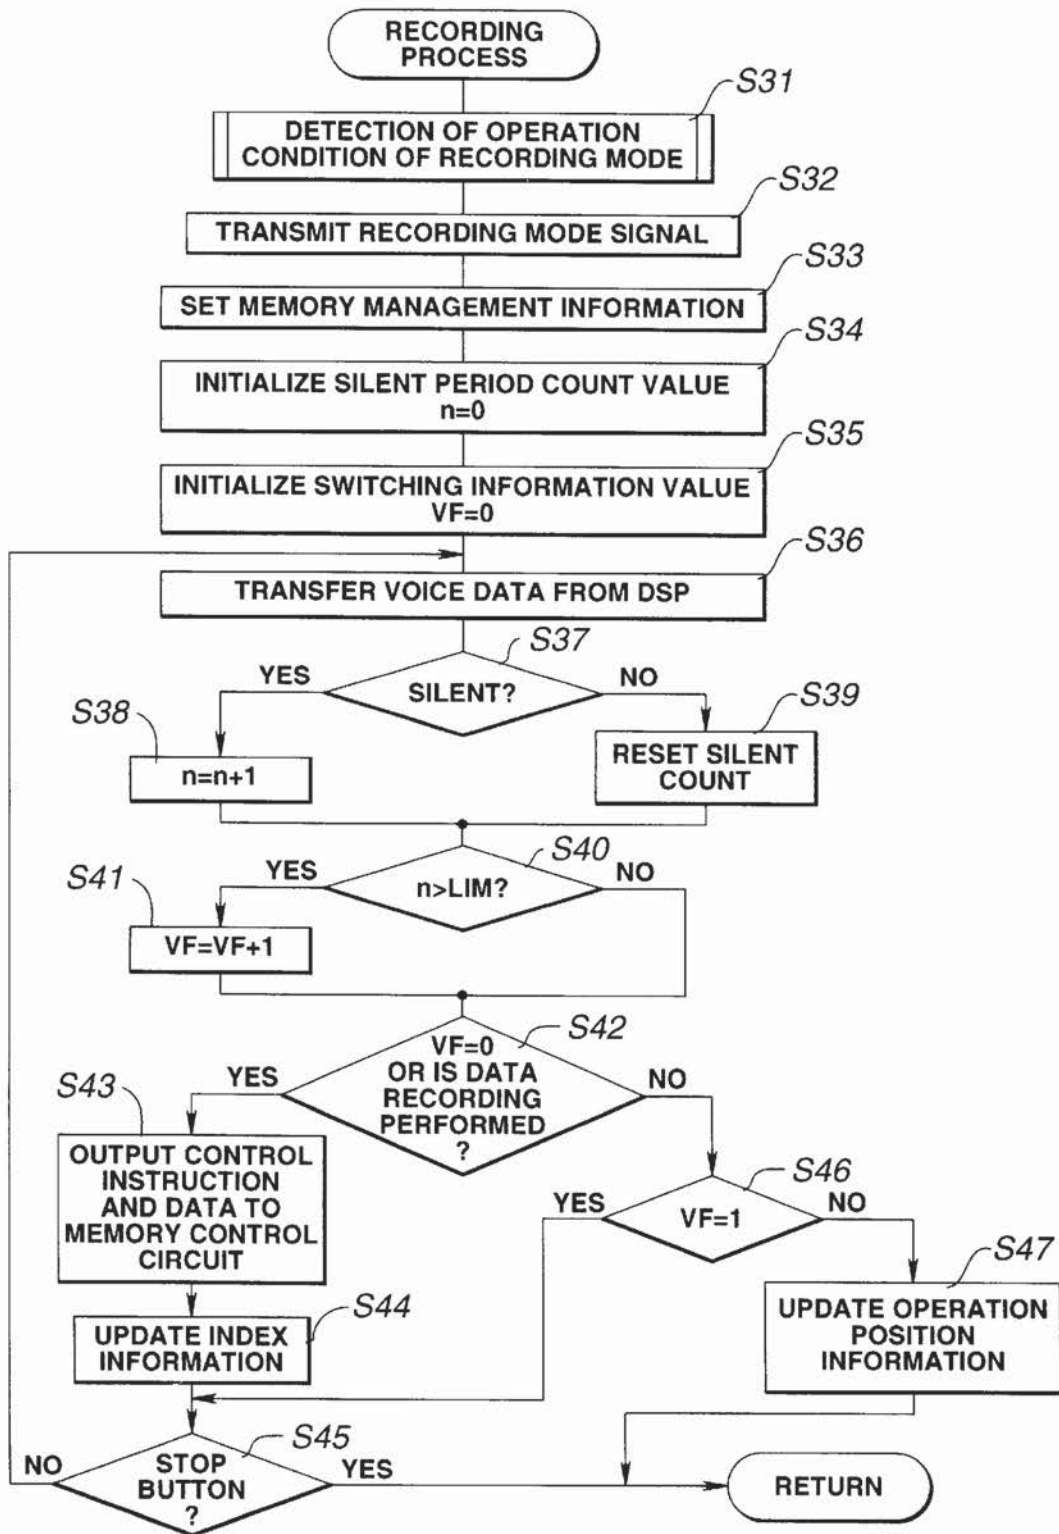 RECORDING
PROCESS
S31
DETECTION OF OPERATION
CONDITION OF RECORDING MODE
S32
TRANSMIT RECORDING MODE SIGNAL
S33
SET MEMORY MANAGEMENT INFORMATION
S34
INITIALIZE SILENT PERIOD COUNT VALUE
n=0
S35
INITIALIZE SWITCHING INFORMATION VALUE
VF=0
S36
TRANSFER VOICE DATA FROM DSP
S37
YES
SILENT?
NO
S38
n=n+1
S39
RESET SILENT
COUNT
S40
YES
n>LIM?
NO
S41
VF=VF+1
S42
VF=0
OR IS DATA
RECORDING
PERFORMED
?
YES
NO
S43
OUTPUT CONTROL
INSTRUCTION
AND DATA TO
MEMORY CONTROL
CIRCUIT
S46
YES
VF=1
NO
S44
UPDATE INDEX
INFORMATION
S47
UPDATE OPERATION
POSITION
INFORMATION
S45
NO
STOP
BUTTON
?
YES
RETURN